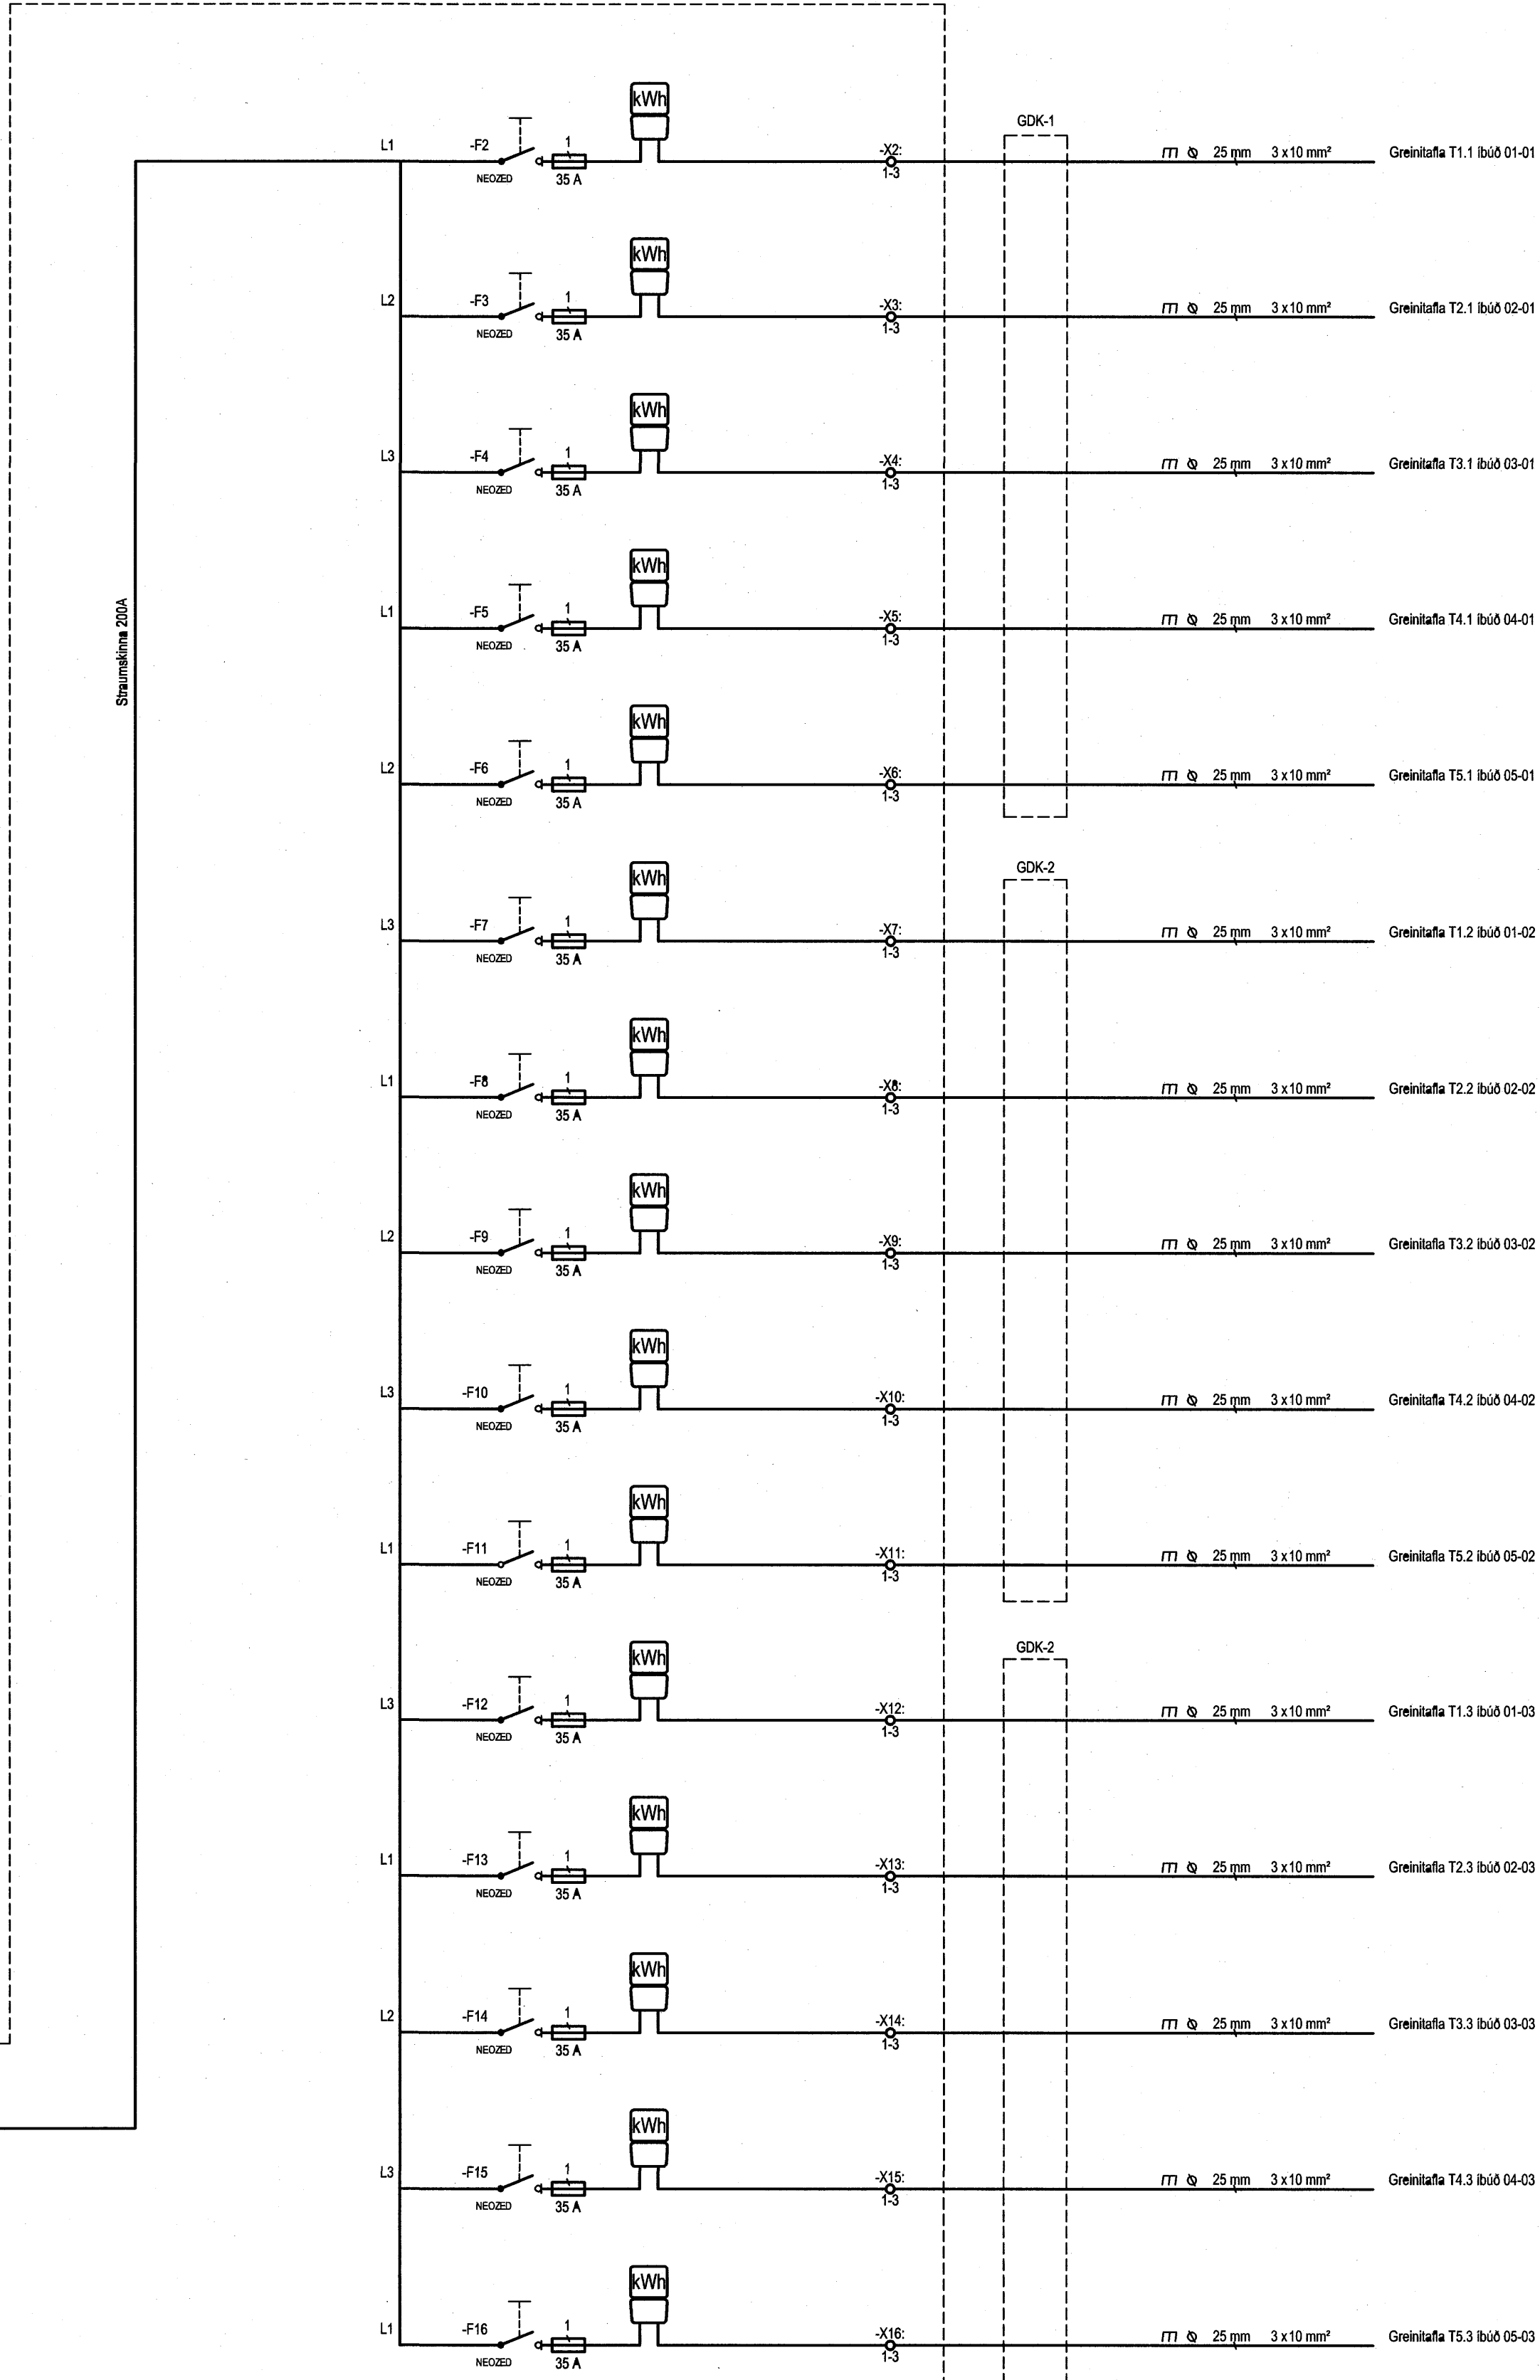 Straumskinna 200A
GDK-1
L1 -F2 NEOZED 1 35 A kWh -X2: 1-3 25 mm 3 x 10 mm² Greinitafla T1.1 íbúð 01-01
L2 -F3 NEOZED 1 35 A kWh -X3: 1-3 25 mm 3 x 10 mm² Greinitafla T2.1 íbúð 02-01
L3 -F4 NEOZED 1 35 A kWh -X4: 1-3 25 mm 3 x 10 mm² Greinitafla T3.1 íbúð 03-01
L1 -F5 NEOZED 1 35 A kWh -X5: 1-3 25 mm 3 x 10 mm² Greinitafla T4.1 íbúð 04-01
L2 -F6 NEOZED 1 35 A kWh -X6: 1-3 25 mm 3 x 10 mm² Greinitafla T5.1 íbúð 05-01
GDK-2
L3 -F7 NEOZED 1 35 A kWh -X7: 1-3 25 mm 3 x 10 mm² Greinitafla T1.2 íbúð 01-02
L1 -F8 NEOZED 1 35 A kWh -X8: 1-3 25 mm 3 x 10 mm² Greinitafla T2.2 íbúð 02-02
L2 -F9 NEOZED 1 35 A kWh -X9: 1-3 25 mm 3 x 10 mm² Greinitafla T3.2 íbúð 03-02
L3 -F10 NEOZED 1 35 A kWh -X10: 1-3 25 mm 3 x 10 mm² Greinitafla T4.2 íbúð 04-02
L1 -F11 NEOZED 1 35 A kWh -X11: 1-3 25 mm 3 x 10 mm² Greinitafla T5.2 íbúð 05-02
GDK-2
L3 -F12 NEOZED 1 35 A kWh -X12: 1-3 25 mm 3 x 10 mm² Greinitafla T1.3 íbúð 01-03
L1 -F13 NEOZED 1 35 A kWh -X13: 1-3 25 mm 3 x 10 mm² Greinitafla T2.3 íbúð 02-03
L2 -F14 NEOZED 1 35 A kWh -X14: 1-3 25 mm 3 x 10 mm² Greinitafla T3.3 íbúð 03-03
L3 -F15 NEOZED 1 35 A kWh -X15: 1-3 25 mm 3 x 10 mm² Greinitafla T4.3 íbúð 04-03
L1 -F16 NEOZED 1 35 A kWh -X16: 1-3 25 mm 3 x 10 mm² Greinitafla T5.3 íbúð 05-03